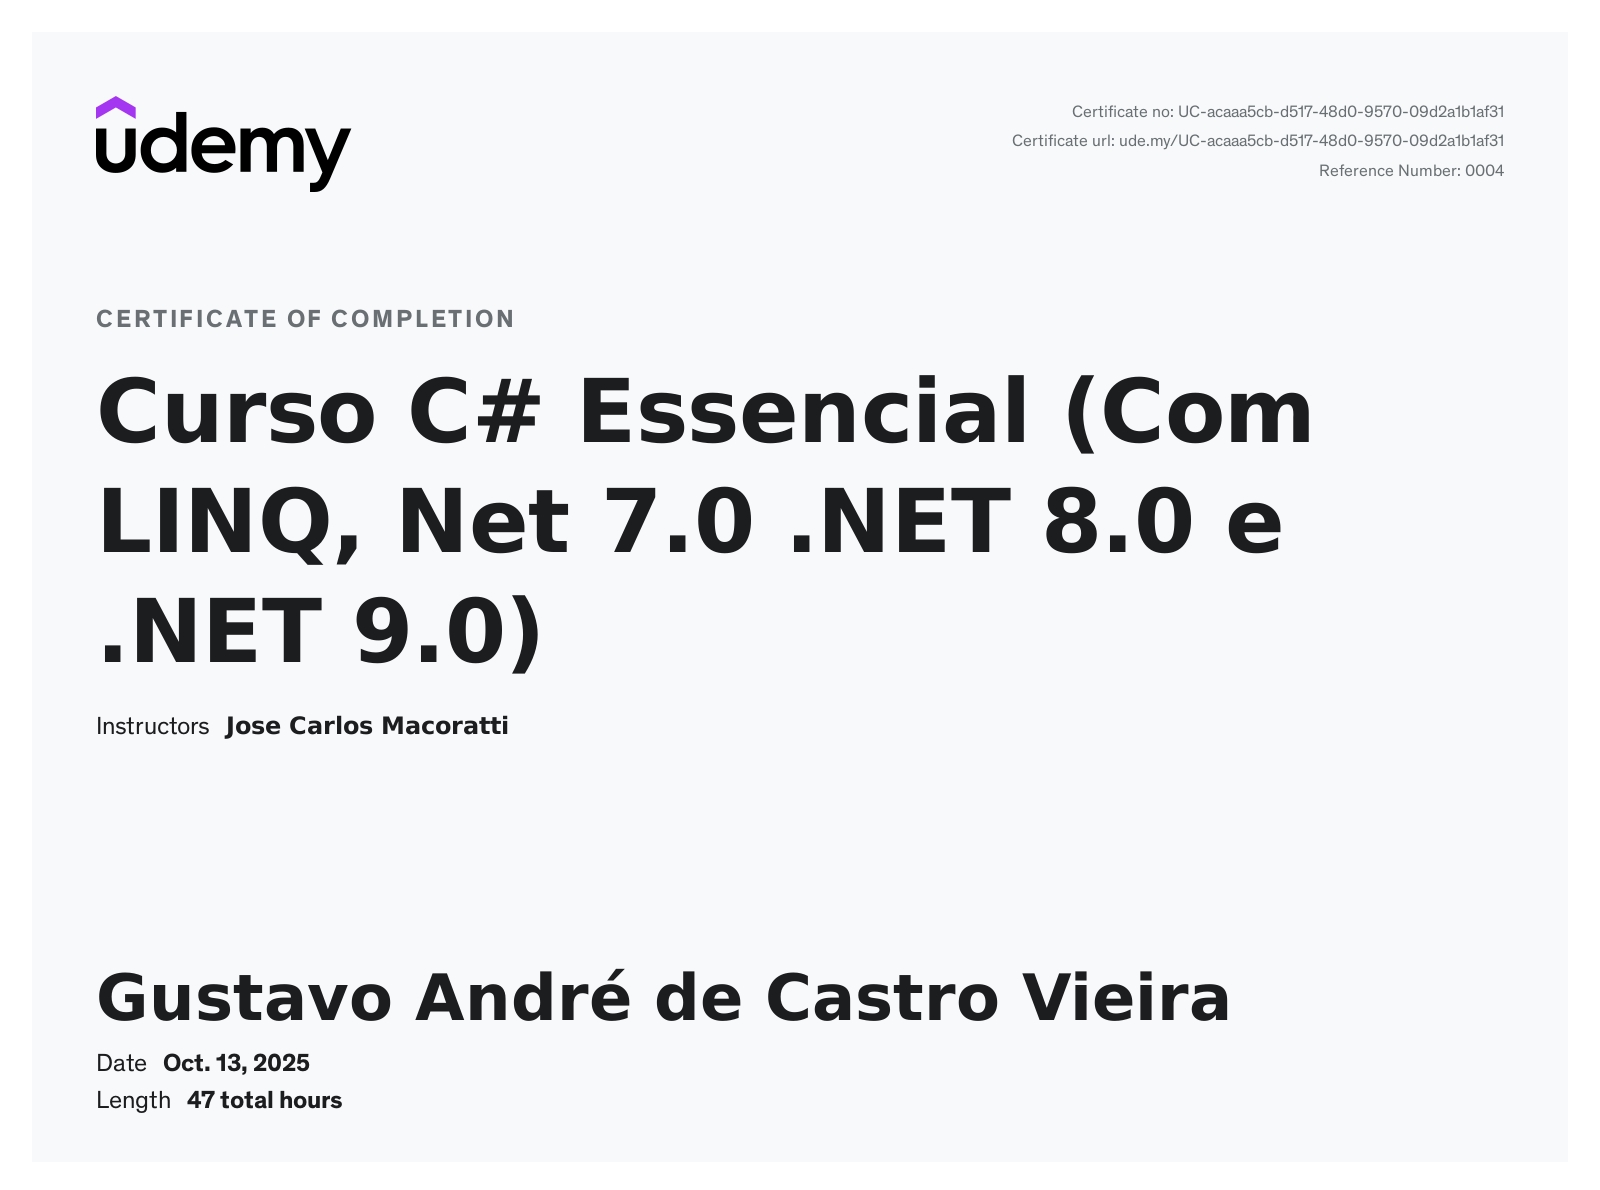 udemy
Certificate no: UC-acaaa5cb-d517-48d0-9570-09d2a1b1af31
Certificate url: ude.my/UC-acaaa5cb-d517-48d0-9570-09d2a1b1af31
Reference Number: 0004
CERTIFICATE OF COMPLETION
Curso C# Essencial (Com
LINQ, Net 7.0 .NET 8.0 e
.NET 9.0)
Instructors Jose Carlos Macoratti
Gustavo André de Castro Vieira
Date Oct. 13, 2025
Length 47 total hours